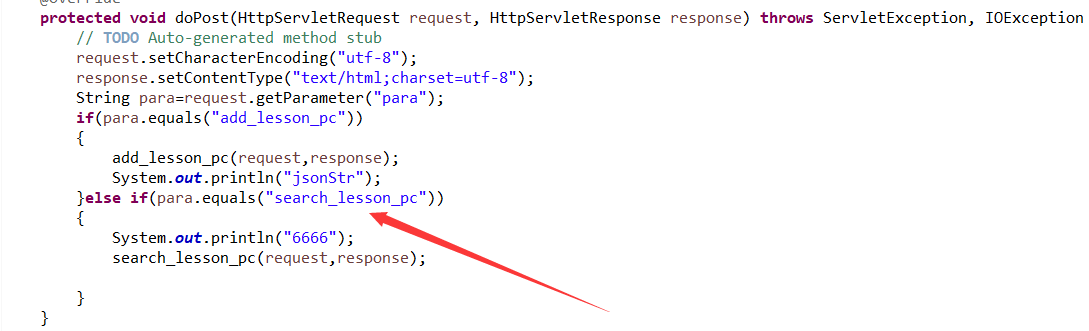 @Override
protected void doPost(HttpServletRequest request, HttpServletResponse response) throws ServletException, IOException
// TODO Auto-generated method stub
request.setCharacterEncoding("utf-8");
response.setContentType("text/html;charset=utf-8");
String para=request.getParameter("para");
if(para.equals("add_lesson_pc"))
{
add_lesson_pc(request,response);
System.out.println("jsonStr");
}else if(para.equals("search_lesson_pc"))
{
System.out.println("6666");
search_lesson_pc(request,response);
}
}